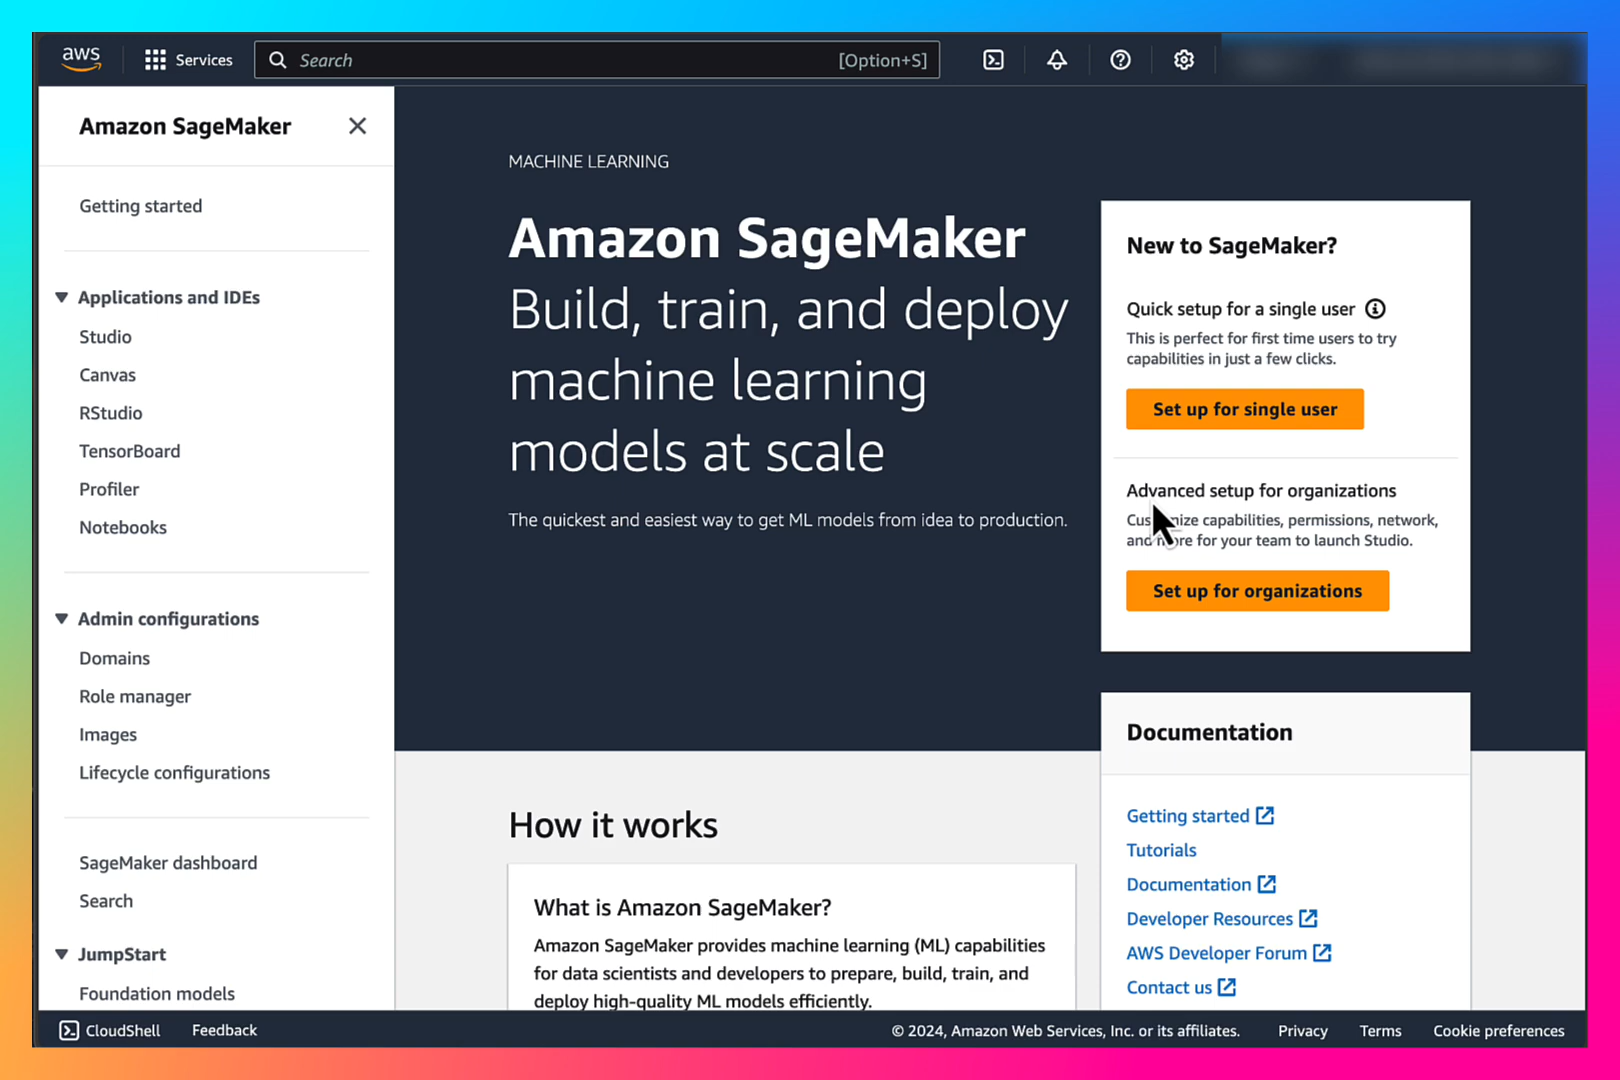 aws
Services
Search
[Option+S]
Amazon SageMaker
Getting started
Applications and IDEs
Studio
Canvas
RStudio
TensorBoard
Profiler
Notebooks
Admin configurations
Domains
Role manager
Images
Lifecycle configurations
SageMaker dashboard
Search
JumpStart
Foundation models
MACHINE LEARNING
Amazon SageMaker
Build, train, and deploy
machine learning
models at scale
The quickest and easiest way to get ML models from idea to production.
New to SageMaker?
Quick setup for a single user
This is perfect for first time users to try
capabilities in just a few clicks.
Set up for single user
Advanced setup for organizations
Customize capabilities, permissions, network,
and more for your team to launch Studio.
Set up for organizations
How it works
What is Amazon SageMaker?
Amazon SageMaker provides machine learning (ML) capabilities
for data scientists and developers to prepare, build, train, and
deploy high-quality ML models efficiently.
Documentation
Getting started
Tutorials
Documentation
Developer Resources
AWS Developer Forum
Contact us
CloudShell
Feedback
© 2024, Amazon Web Services, Inc. or its affiliates.
Privacy
Terms
Cookie preferences